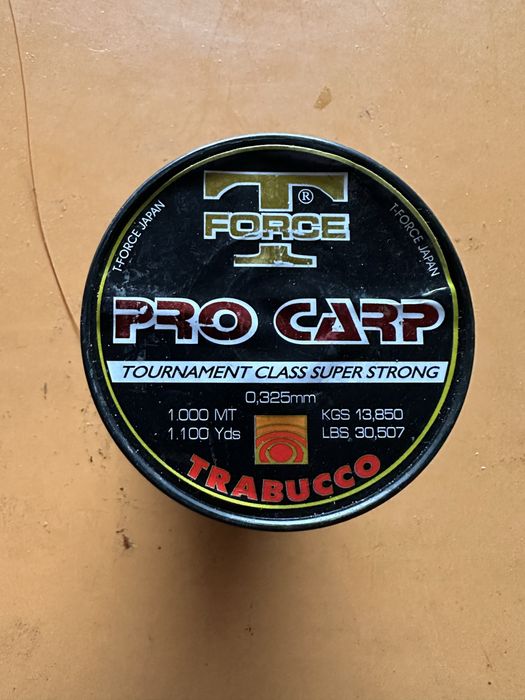 T ®
FORCE
T-FORCE JAPAN
T-FORCE JAPAN
PRO CARP
TOURNAMENT CLASS SUPER STRONG
0,325mm
1.000 MT KGS 13,850
1.100 Yds LBS 30,507
TRABUCCO